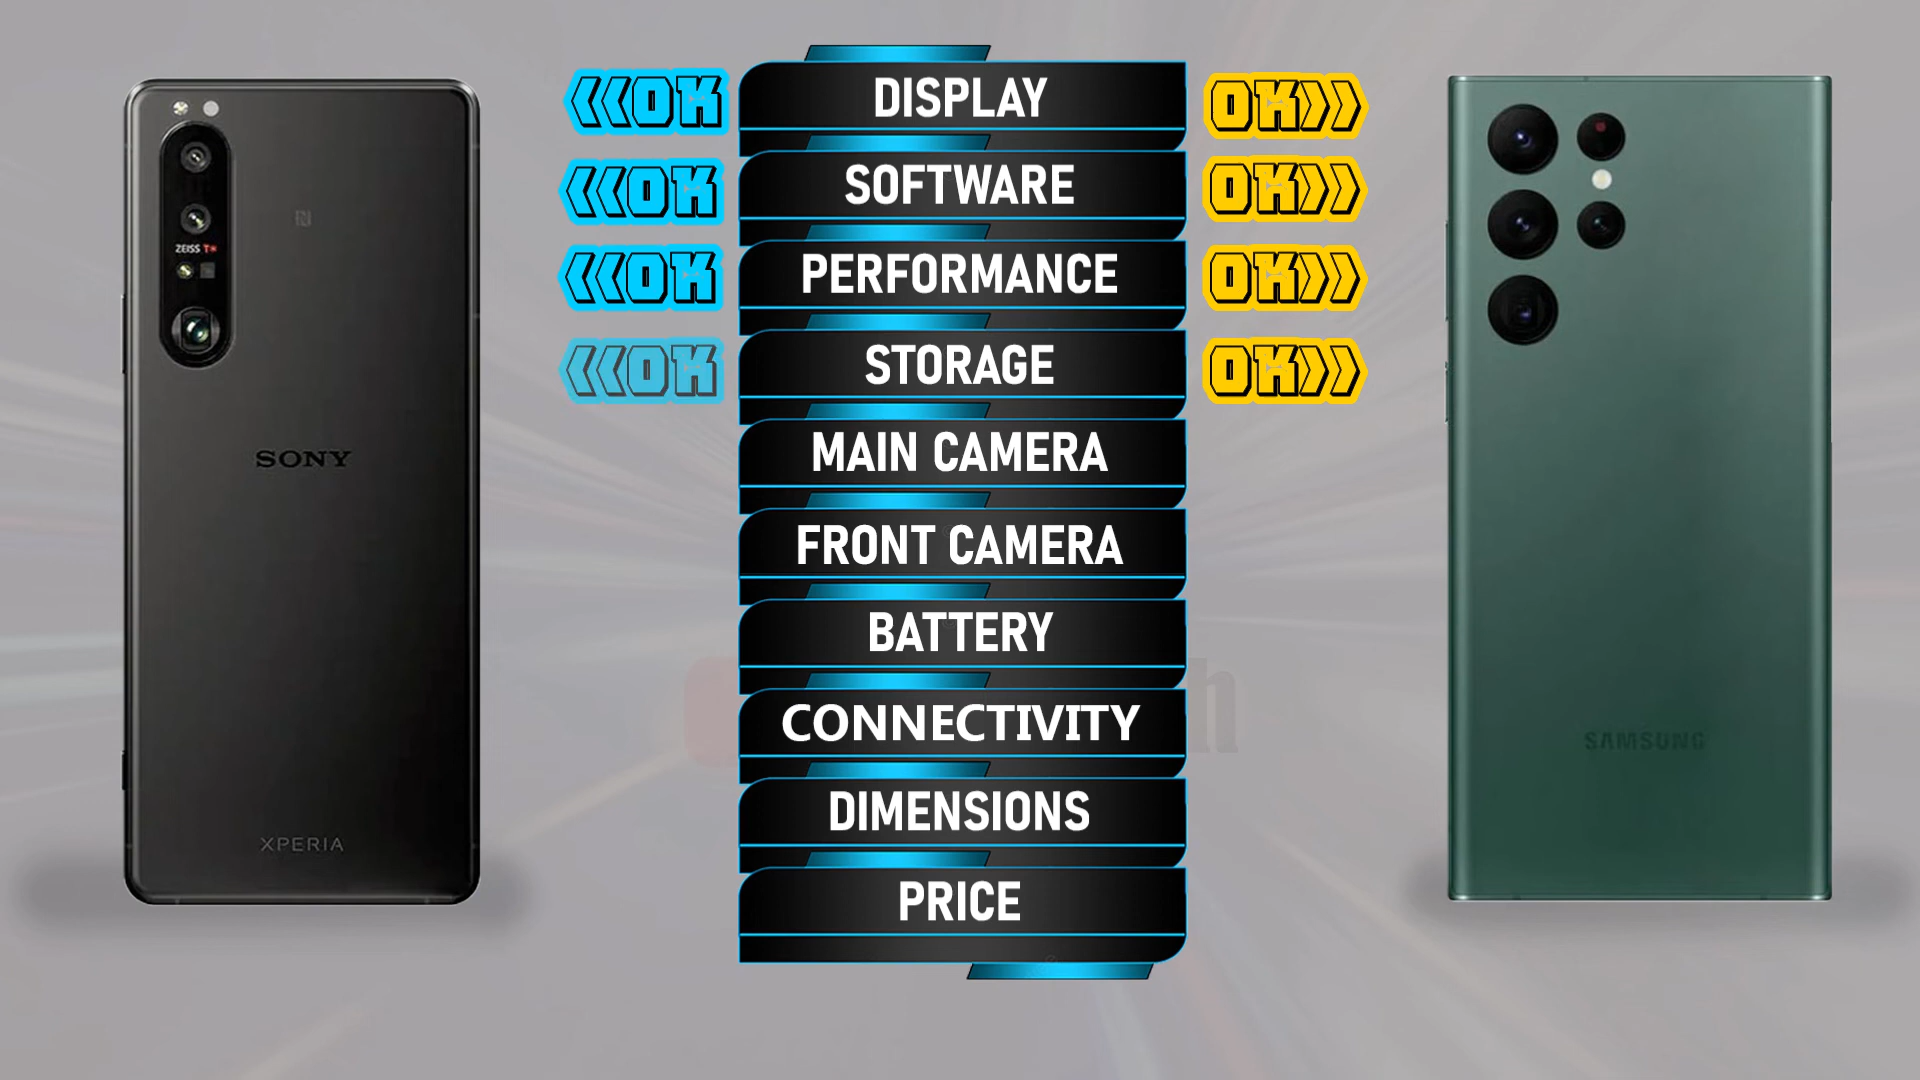 <<OK DISPLAY OK>>
<<OK SOFTWARE OK>>
<<OK PERFORMANCE OK>>
<<OK STORAGE OK>>
MAIN CAMERA
FRONT CAMERA
BATTERY
CONNECTIVITY
DIMENSIONS
PRICE
ZEISS T*
SONY
XPERIA
SAMSUNG